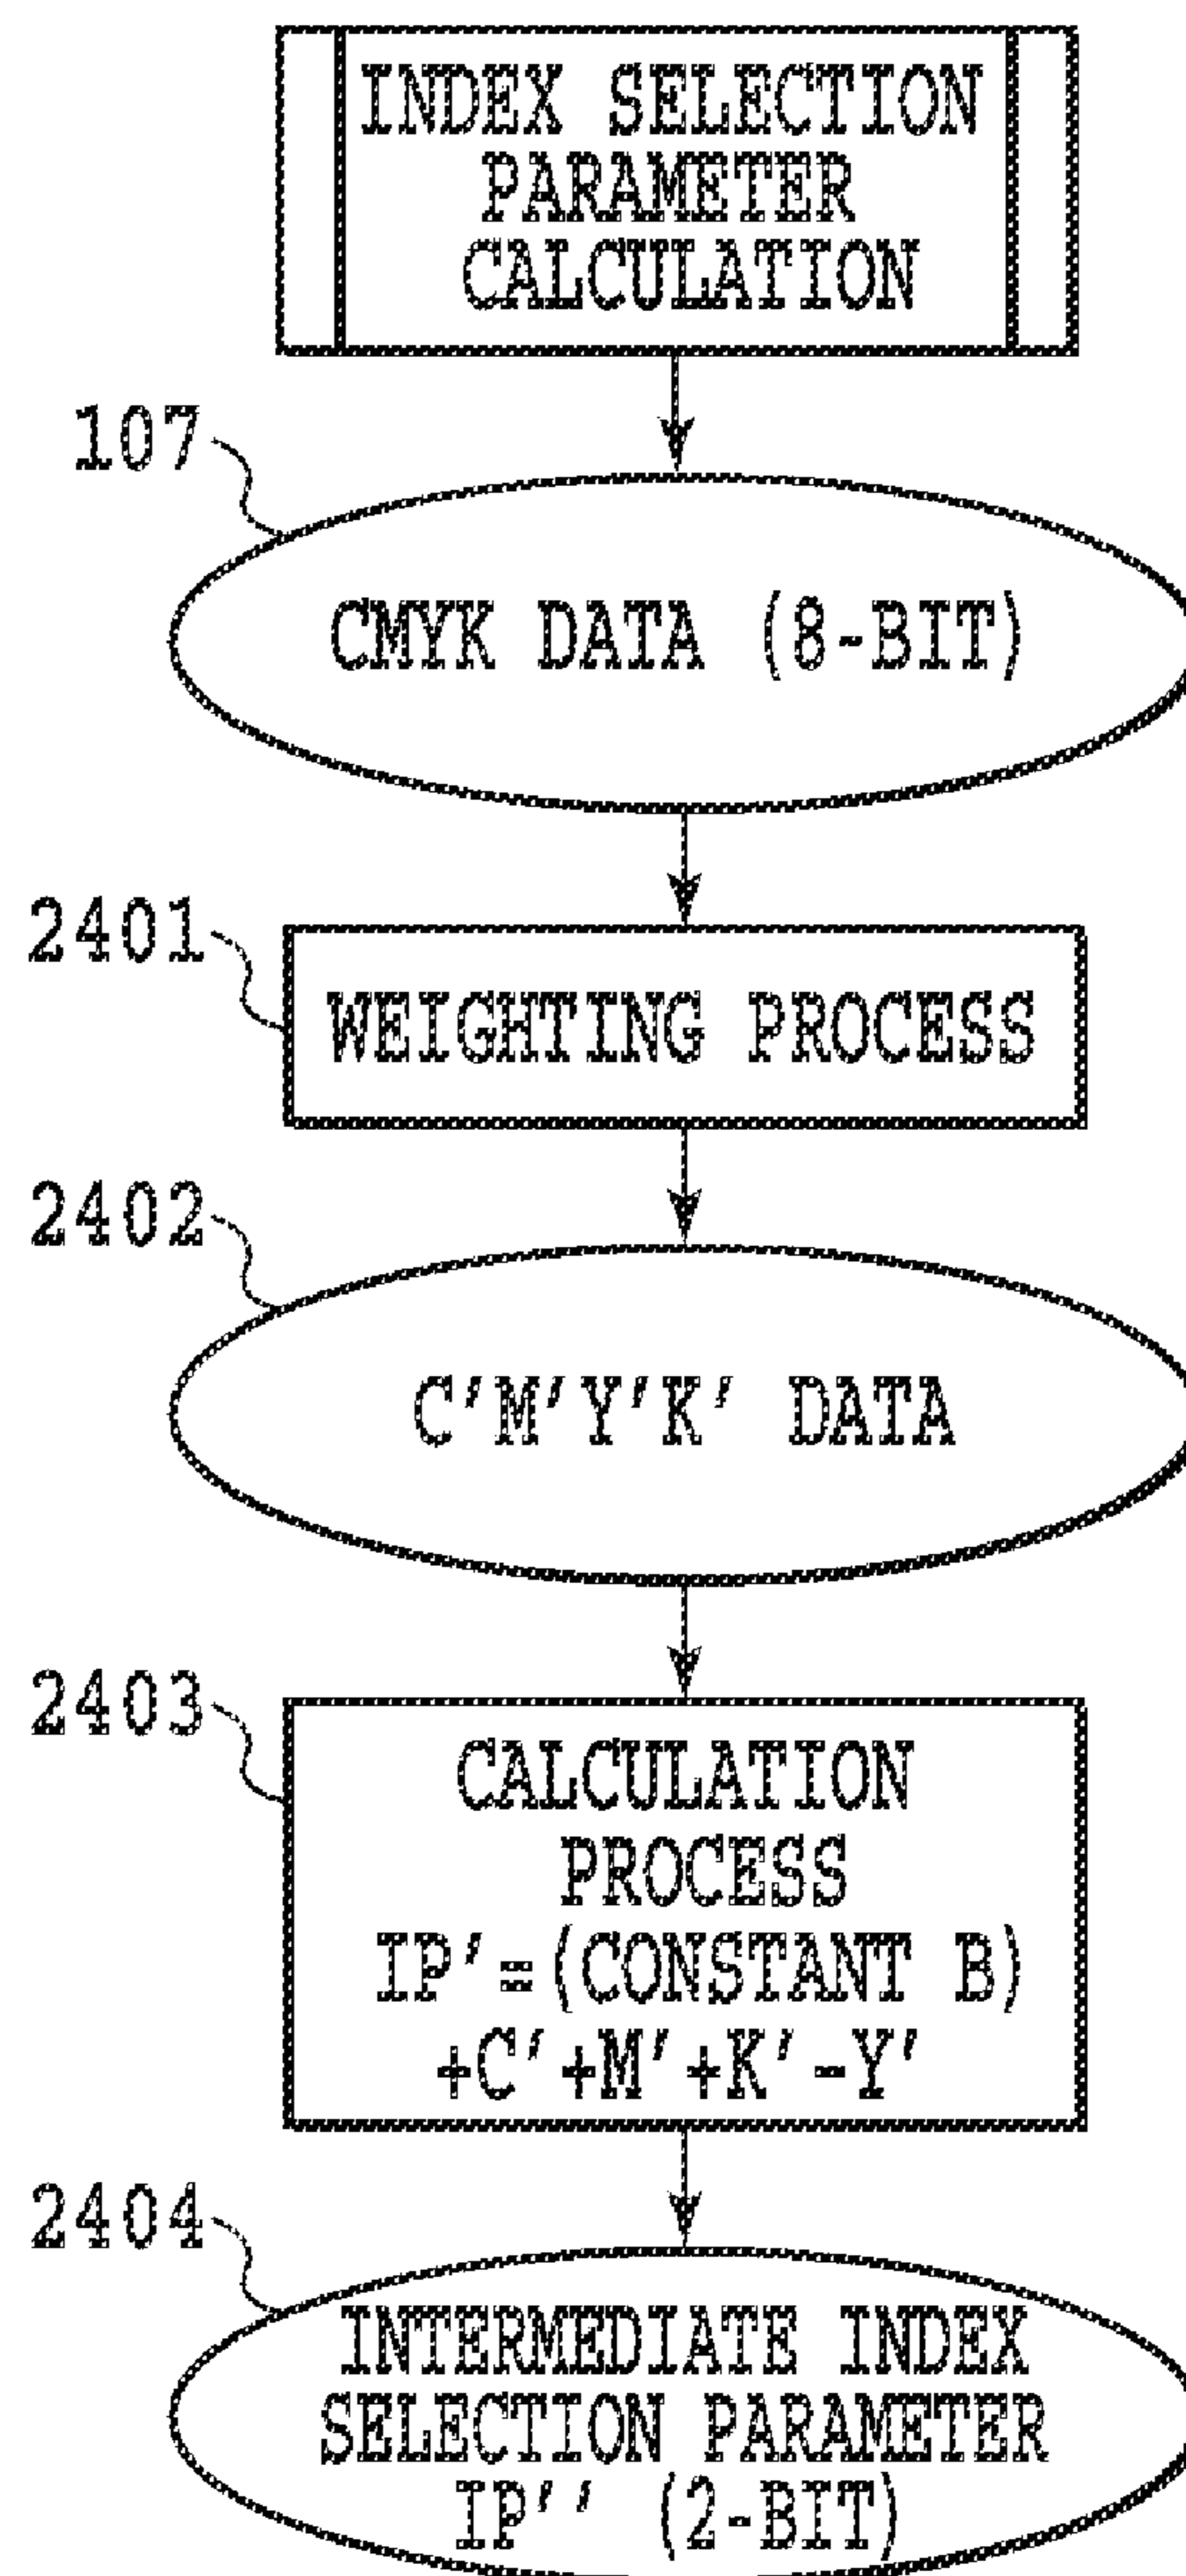 INDEX SELECTION
PARAMETER
CALCULATION
107
CMYK DATA (8-BIT)
2401
WEIGHTING PROCESS
2402
C'M'Y'K' DATA
2403
CALCULATION
PROCESS
IP'=(CONSTANT B)
+C'+M'+K'-Y'
2404
INTERMEDIATE INDEX
SELECTION PARAMETER
IP'' (2-BIT)